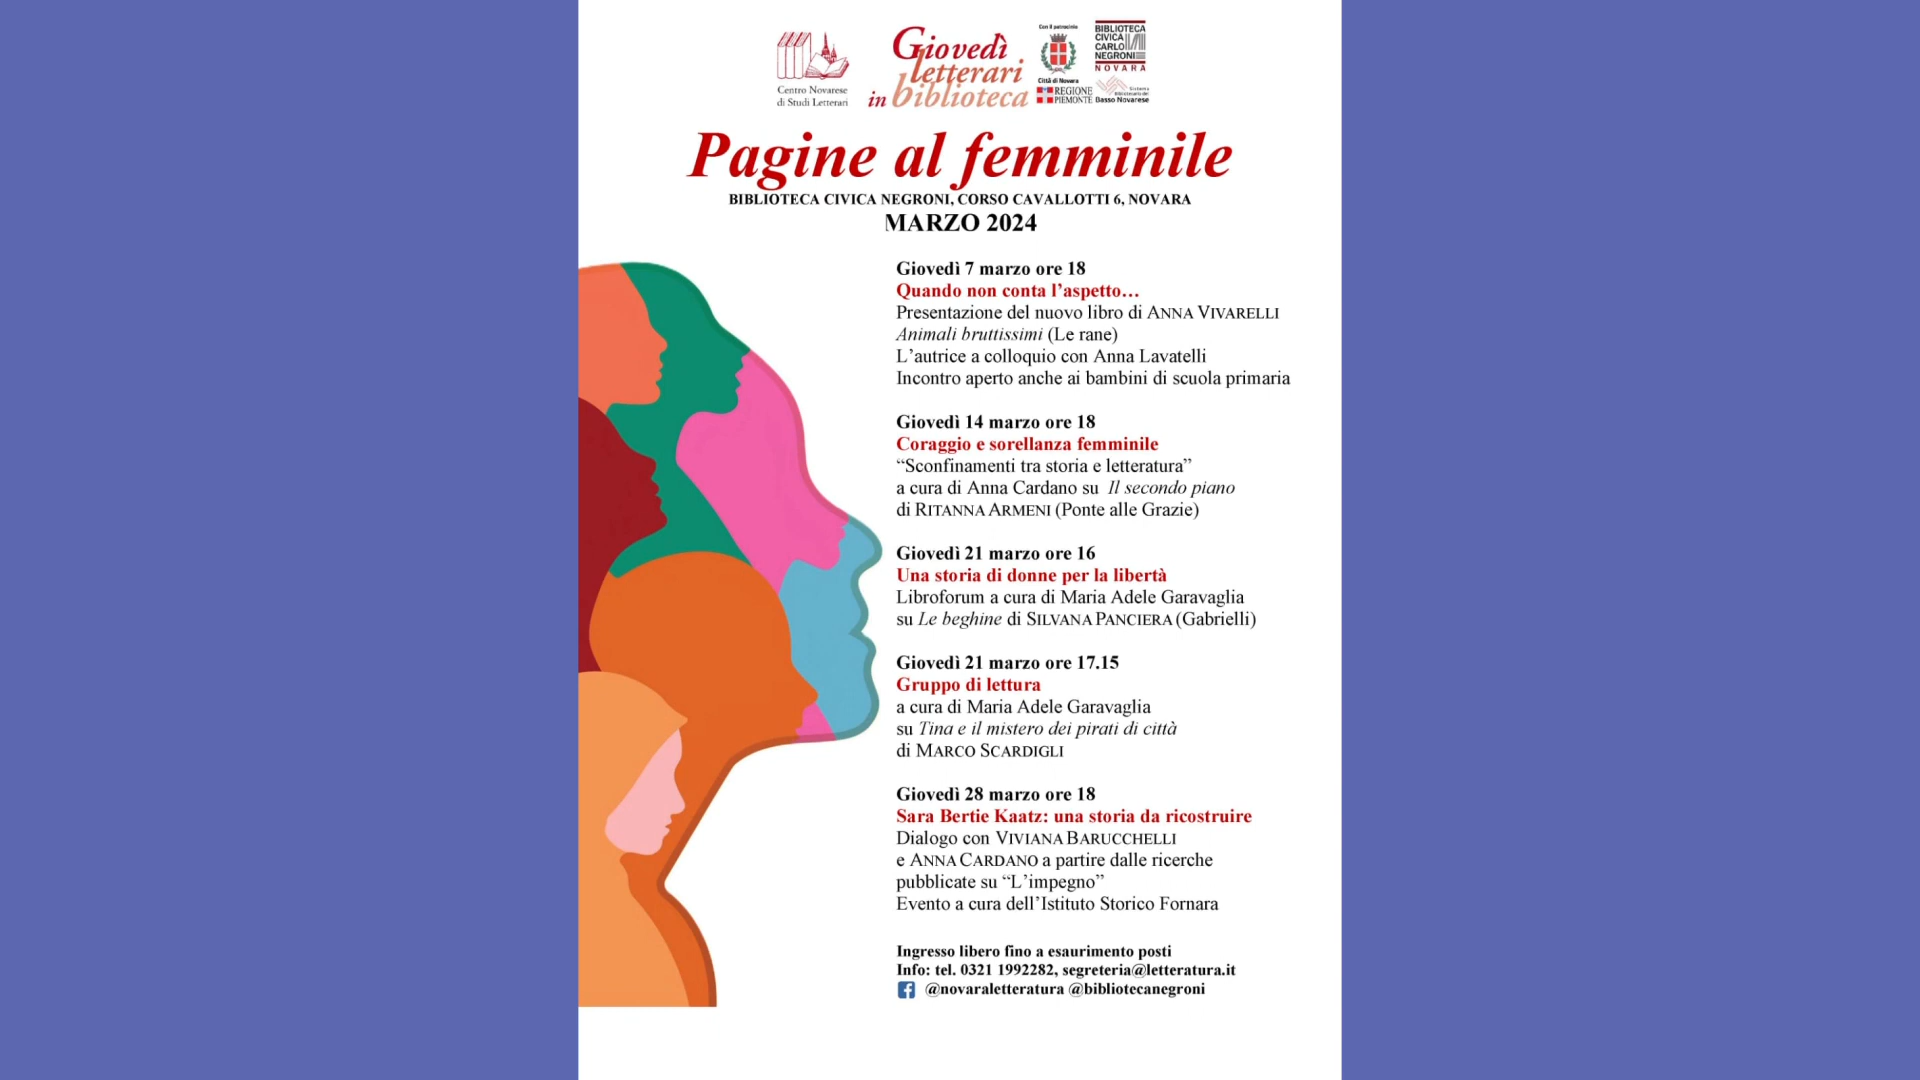 Centro Novarese
di Studi Letterari
Giovedì
letterari
in biblioteca
Con il patrocinio
Città di Novara
REGIONE
PIEMONTE
BIBLIOTECA
CIVICA
CARLO
NEGRONI
NOVARA
Sistema
Bibliotecario del
Basso Novarese
Pagine al femminile
BIBLIOTECA CIVICA NEGRONI, CORSO CAVALLOTTI 6, NOVARA
MARZO 2024
Giovedì 7 marzo ore 18
Quando non conta l’aspetto…
Presentazione del nuovo libro di ANNA VIVARELLI
Animali bruttissimi (Le rane)
L’autrice a colloquio con Anna Lavatelli
Incontro aperto anche ai bambini di scuola primaria
Giovedì 14 marzo ore 18
Coraggio e sorellanza femminile
“Sconfinamenti tra storia e letteratura”
a cura di Anna Cardano su Il secondo piano
di RITANNA ARMENI (Ponte alle Grazie)
Giovedì 21 marzo ore 16
Una storia di donne per la libertà
Libroforum a cura di Maria Adele Garavaglia
su Le beghine di SILVANA PANCIERA (Gabrielli)
Giovedì 21 marzo ore 17.15
Gruppo di lettura
a cura di Maria Adele Garavaglia
su Tina e il mistero dei pirati di città
di MARCO SCARDIGLI
Giovedì 28 marzo ore 18
Sara Bertie Kaatz: una storia da ricostruire
Dialogo con VIVIANA BARUCCHELLI
e ANNA CARDANO a partire dalle ricerche
pubblicate su “L’impegno”
Evento a cura dell’Istituto Storico Fornara
Ingresso libero fino a esaurimento posti
Info: tel. 0321 1992282, segreteria@letteratura.it
@novaraletteratura @bibliotecanegroni